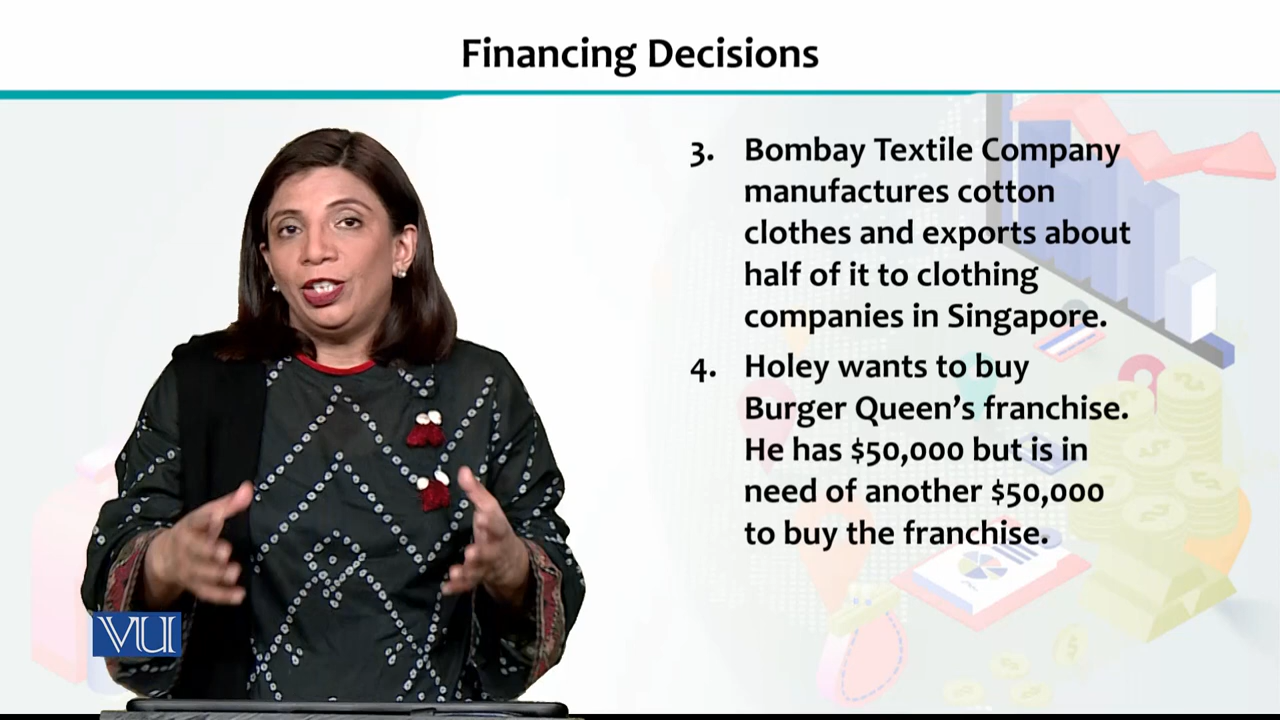 Financing Decisions
3. Bombay Textile Company
manufactures cotton
clothes and exports about
half of it to clothing
companies in Singapore.
4. Holey wants to buy
Burger Queen’s franchise.
He has $50,000 but is in
need of another $50,000
to buy the franchise.
VU